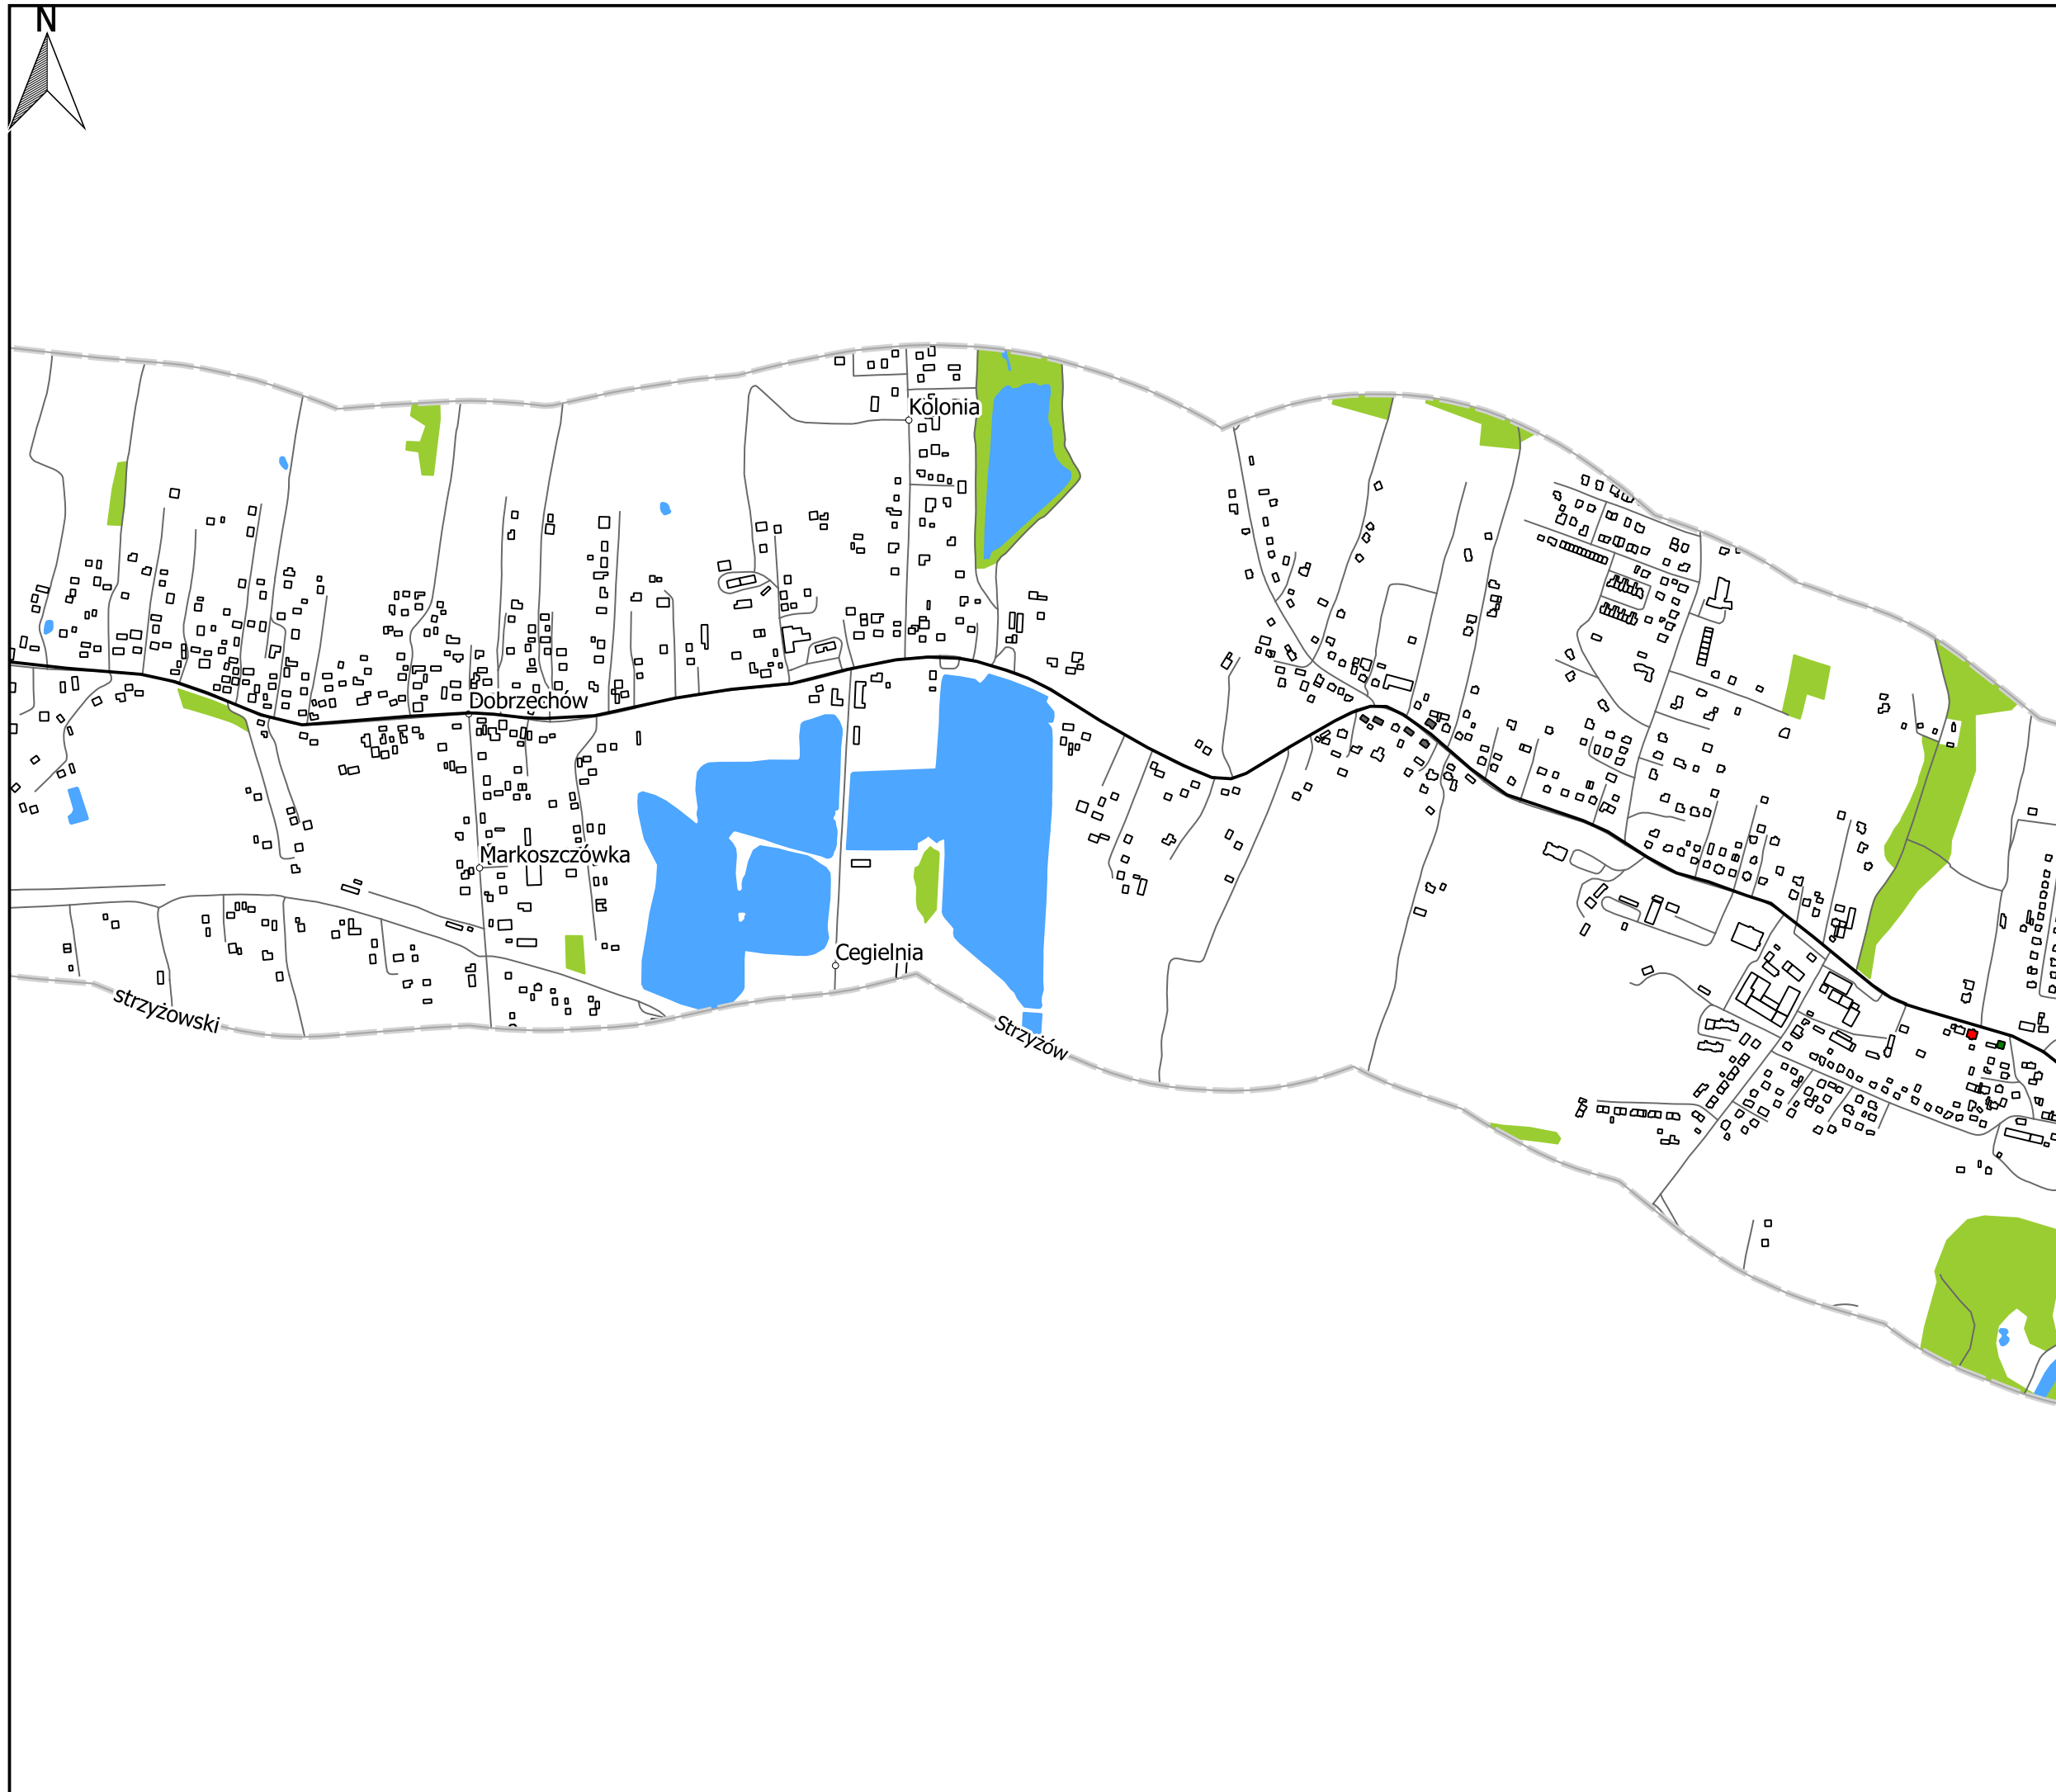 N
Kolonia
Dobrzechów
Markoszczówka
Cegielnia
strzyżowski
Strzyżów